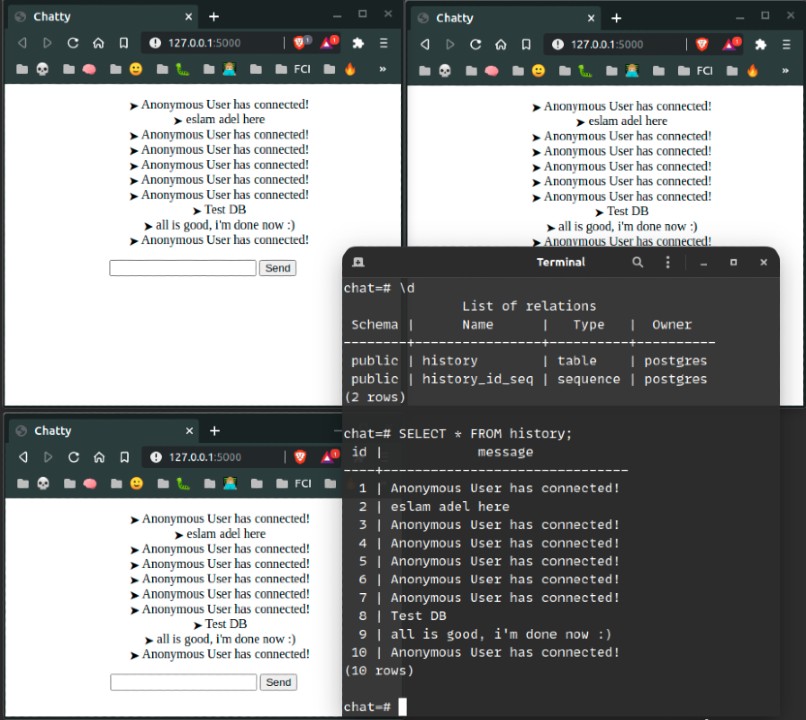 Chatty
127.0.0.1:5000
FCI
➤ Anonymous User has connected!
➤ eslam adel here
➤ Anonymous User has connected!
➤ Anonymous User has connected!
➤ Anonymous User has connected!
➤ Anonymous User has connected!
➤ Anonymous User has connected!
➤ Test DB
➤ all is good, i'm done now :)
➤ Anonymous User has connected!
Send
Chatty
127.0.0.1:5000
FCI
➤ Anonymous User has connected!
➤ eslam adel here
➤ Anonymous User has connected!
➤ Anonymous User has connected!
➤ Anonymous User has connected!
➤ Anonymous User has connected!
➤ Anonymous User has connected!
➤ Test DB
➤ all is good, i'm done now :)
➤ Anonymous User has connected!
Chatty
127.0.0.1:5000
FCI
➤ Anonymous User has connected!
➤ eslam adel here
➤ Anonymous User has connected!
➤ Anonymous User has connected!
➤ Anonymous User has connected!
➤ Anonymous User has connected!
➤ Anonymous User has connected!
➤ Test DB
➤ all is good, i'm done now :)
➤ Anonymous User has connected!
Send
Terminal
chat=# \d
List of relations
Schema | Name | Type | Owner
--------+----------------+----------+----------
public | history | table | postgres
public | history_id_seq | sequence | postgres
(2 rows)
chat=# SELECT * FROM history;
id | message
----+-------------------------------
1 | Anonymous User has connected!
2 | eslam adel here
3 | Anonymous User has connected!
4 | Anonymous User has connected!
5 | Anonymous User has connected!
6 | Anonymous User has connected!
7 | Anonymous User has connected!
8 | Test DB
9 | all is good, i'm done now :)
10 | Anonymous User has connected!
(10 rows)
chat=#